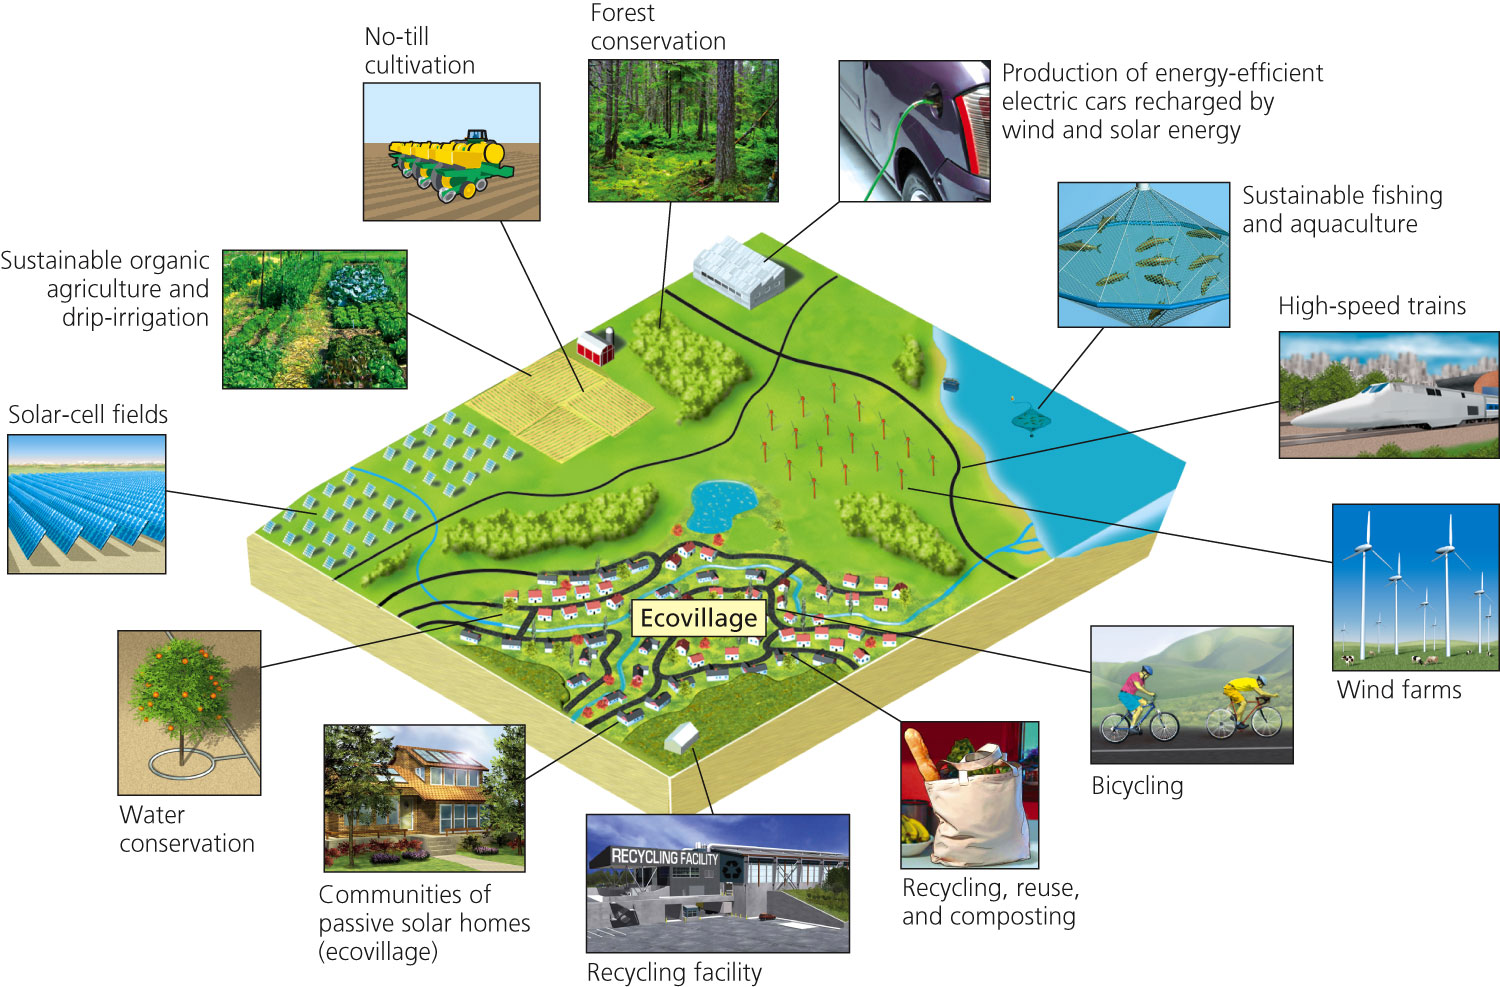 Forest
conservation
No-till
cultivation
Production of energy-efficient
electric cars recharged by
wind and solar energy
Sustainable fishing
and aquaculture
Sustainable organic
agriculture and
drip-irrigation
High-speed trains
Solar-cell fields
Ecovillage
Wind farms
Bicycling
Water
conservation
RECYCLING FACILITY
Communities of
passive solar homes
(ecovillage)
Recycling, reuse,
and composting
Recycling facility